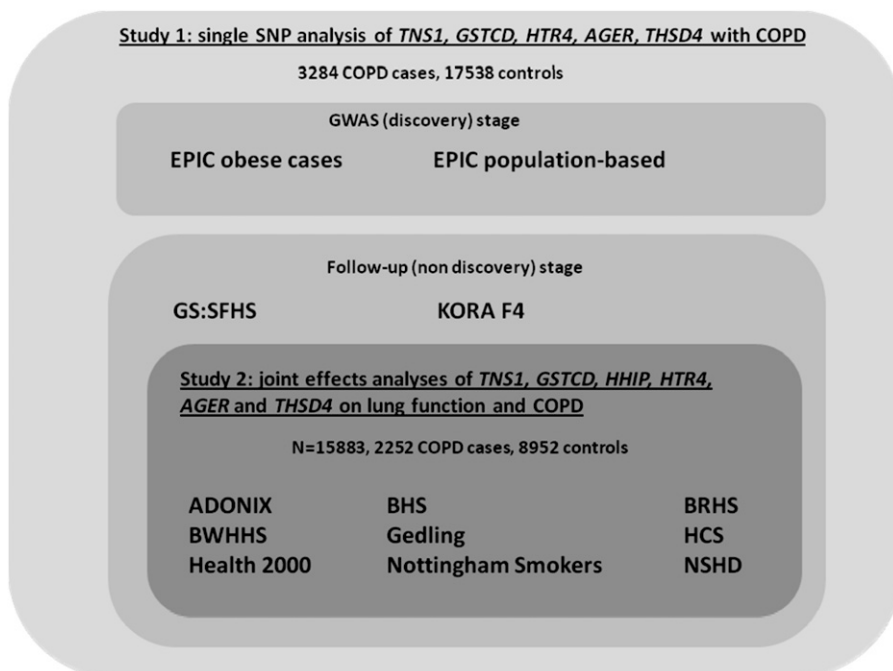 Study 1: single SNP analysis of TNS1, GSTCD, HTR4, AGER, THSD4 with COPD
3284 COPD cases, 17538 controls
GWAS (discovery) stage
EPIC obese cases EPIC population-based
Follow-up (non discovery) stage
GS:SFHS KORA F4
Study 2: joint effects analyses of TNS1, GSTCD, HHIP, HTR4,
AGER and THSD4 on lung function and COPD
N=15883, 2252 COPD cases, 8952 controls
ADONIX BHS BRHS
BWHHS Gedling HCS
Health 2000 Nottingham Smokers NSHD